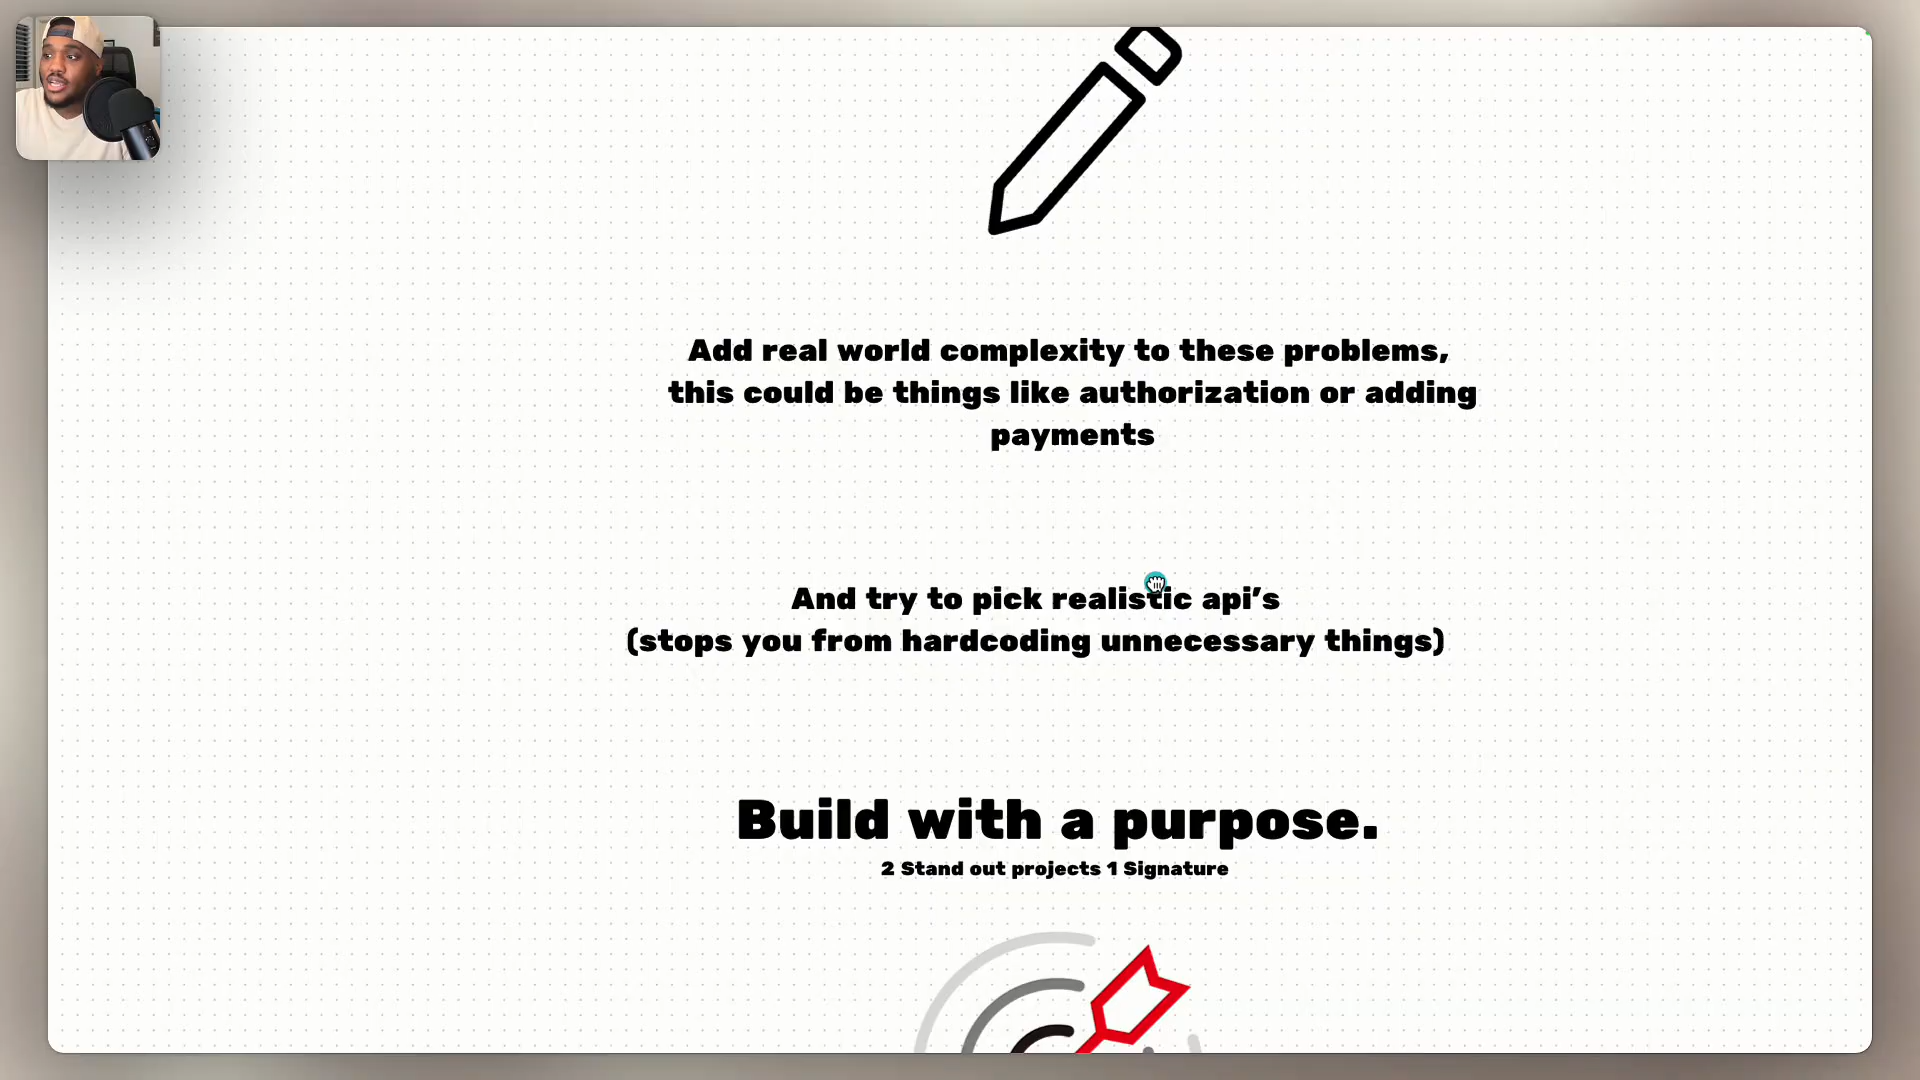 Add real world complexity to these problems,
this could be things like authorization or adding
payments
And try to pick realistic api's
(stops you from hardcoding unnecessary things)
Build with a purpose.
2 Stand out projects 1 Signature